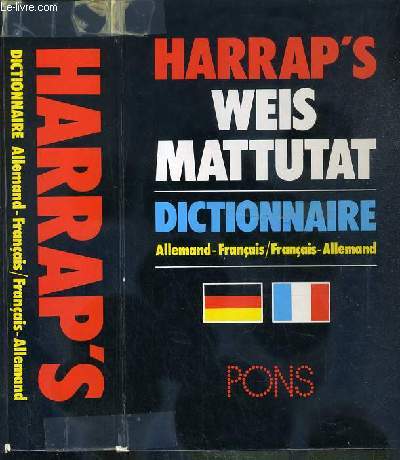 Le-livre.com
HARRAP'S
DICTIONNAIRE Allemand-Français/Français-Allemand
HARRAP'S
WEIS
MATTUTAT
DICTIONNAIRE
Allemand-Français/Français-Allemand
PONS